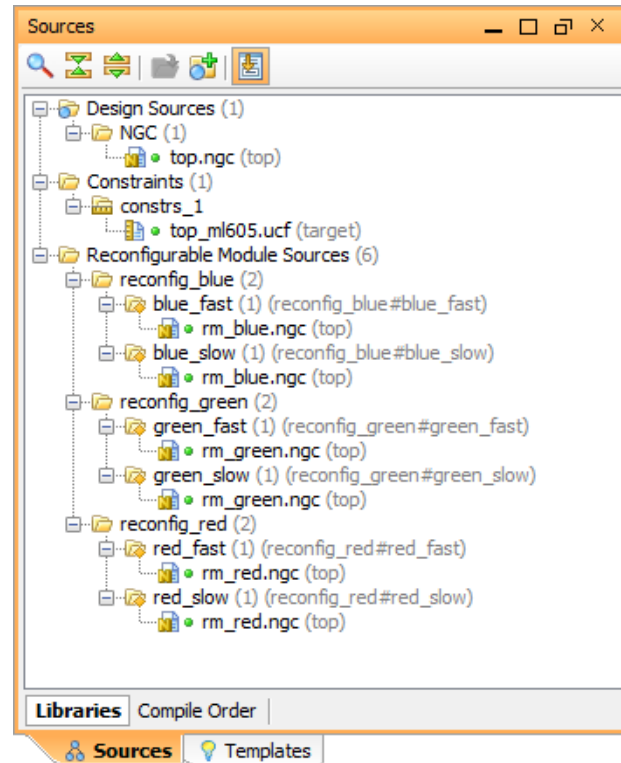 Sources
Design Sources (1)
NGC (1)
top.ngc (top)
Constraints (1)
constrs_1
top_ml605.ucf (target)
Reconfigurable Module Sources (6)
reconfig_blue (2)
blue_fast (1) (reconfig_blue#blue_fast)
rm_blue.ngc (top)
blue_slow (1) (reconfig_blue#blue_slow)
rm_blue.ngc (top)
reconfig_green (2)
green_fast (1) (reconfig_green#green_fast)
rm_green.ngc (top)
green_slow (1) (reconfig_green#green_slow)
rm_green.ngc (top)
reconfig_red (2)
red_fast (1) (reconfig_red#red_fast)
rm_red.ngc (top)
red_slow (1) (reconfig_red#red_slow)
rm_red.ngc (top)
Libraries Compile Order
Sources Templates